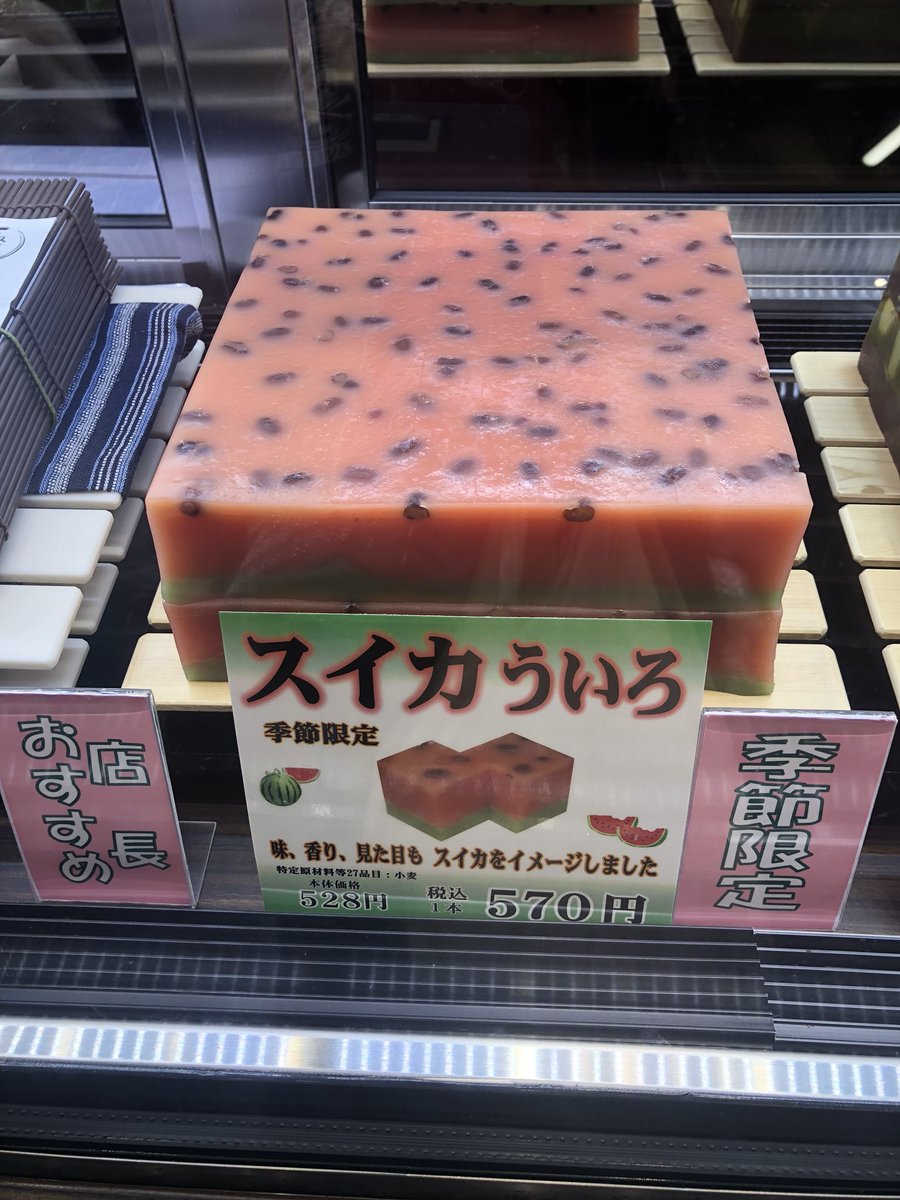 スイカういろ
季節限定
味、香り、見た目も スイカをイメージしました
特定原材料等27品目：小麦
本体価格
528円
税込
1本
570円
店長
おすすめ
季節限定